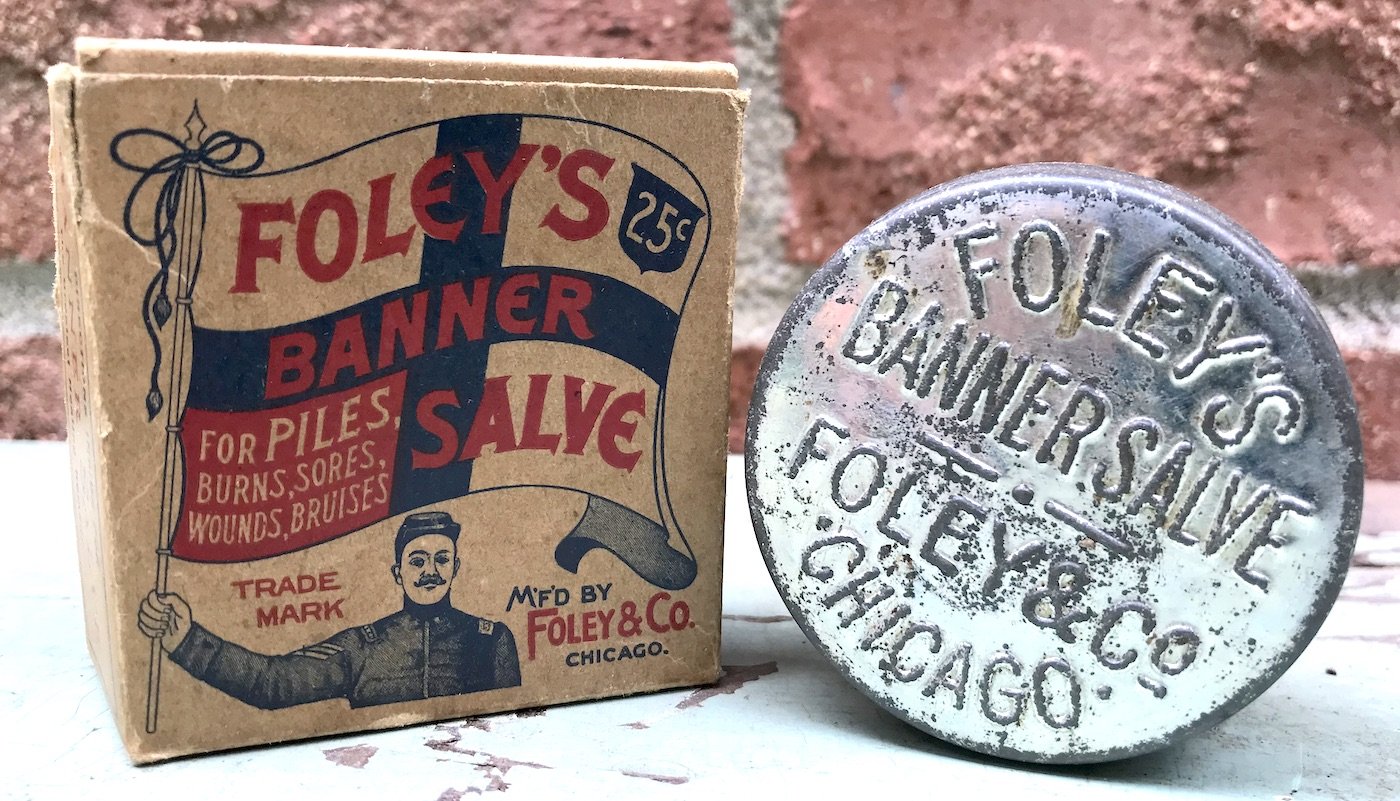 FOLEY'S
25¢
BANNER
SALVE
FOR PILES,
BURNS, SORES,
WOUNDS, BRUISES
TRADE
MARK
M'F'D BY
FOLEY & CO.
CHICAGO.
FOLEY'S
BANNER SALVE
FOLEY & CO
CHICAGO